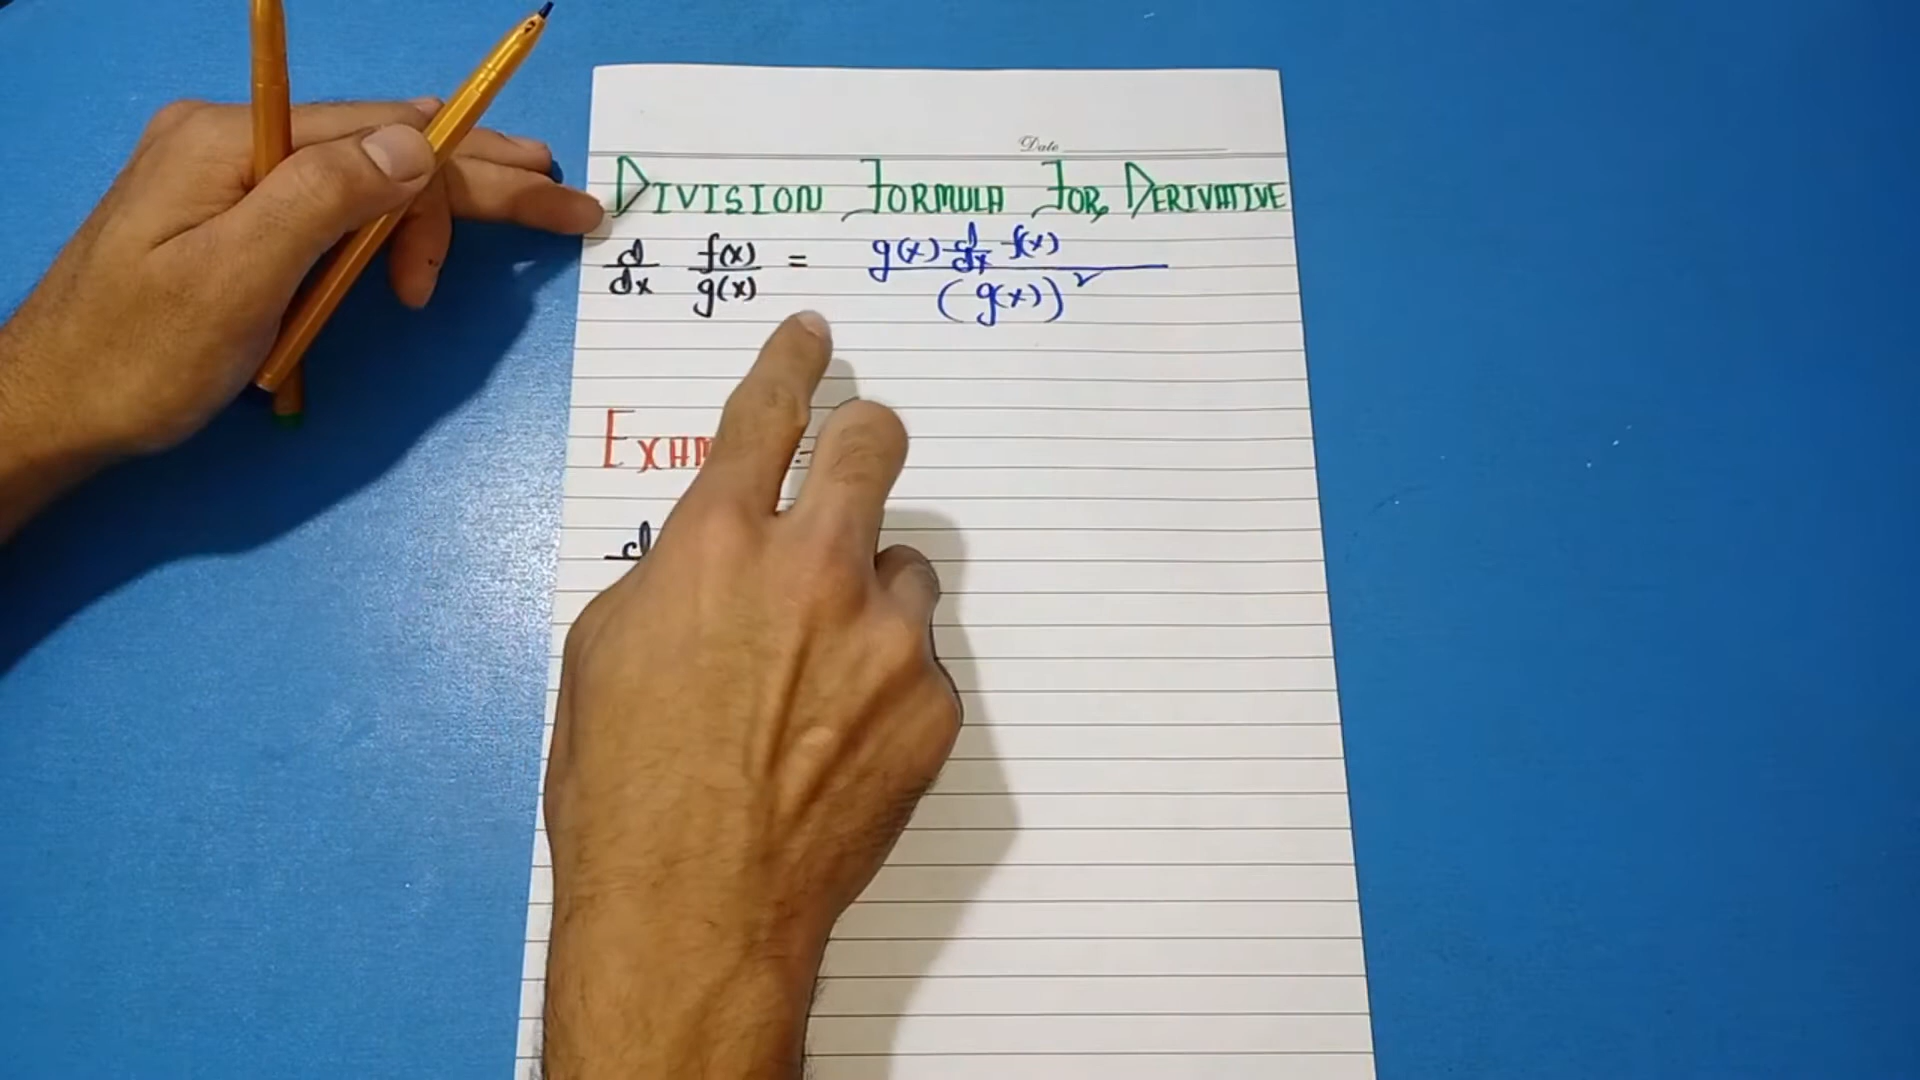 Date
DIVISION FORMULA FOR DERIVATIVE
d/dx f(x)/g(x) = g(x) d/dx f(x) / (g(x))²
d